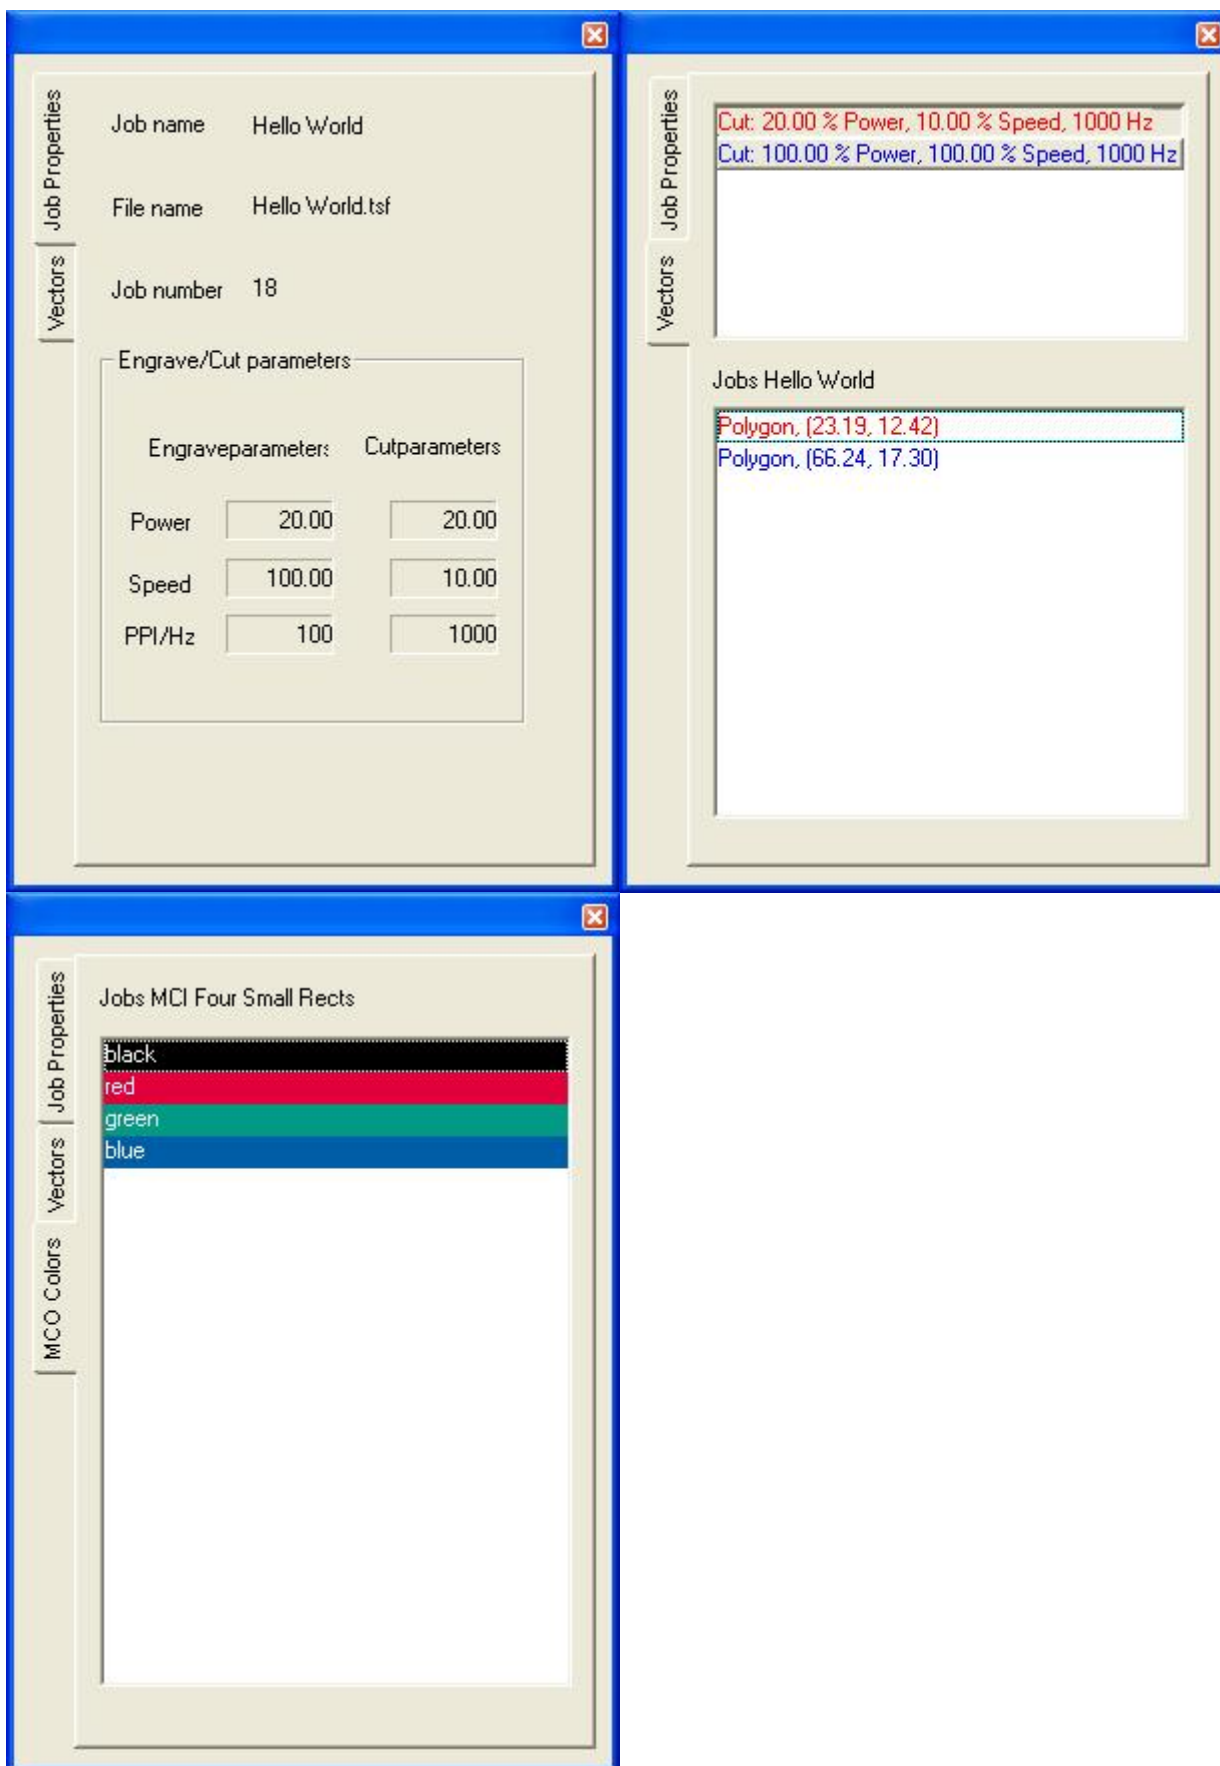 Job Properties
Vectors
Job name Hello World
File name Hello World.tsf
Job number 18
Engrave/Cut parameters
Engraveparameters Cutparameters
Power 20.00 20.00
Speed 100.00 10.00
PPI/Hz 100 1000
Job Properties
Vectors
Cut: 20.00 % Power, 10.00 % Speed, 1000 Hz
Cut: 100.00 % Power, 100.00 % Speed, 1000 Hz
Jobs Hello World
Polygon, (23.19, 12.42)
Polygon, (66.24, 17.30)
Job Properties
Vectors
MCO Colors
Jobs MCI Four Small Rects
black
red
green
blue